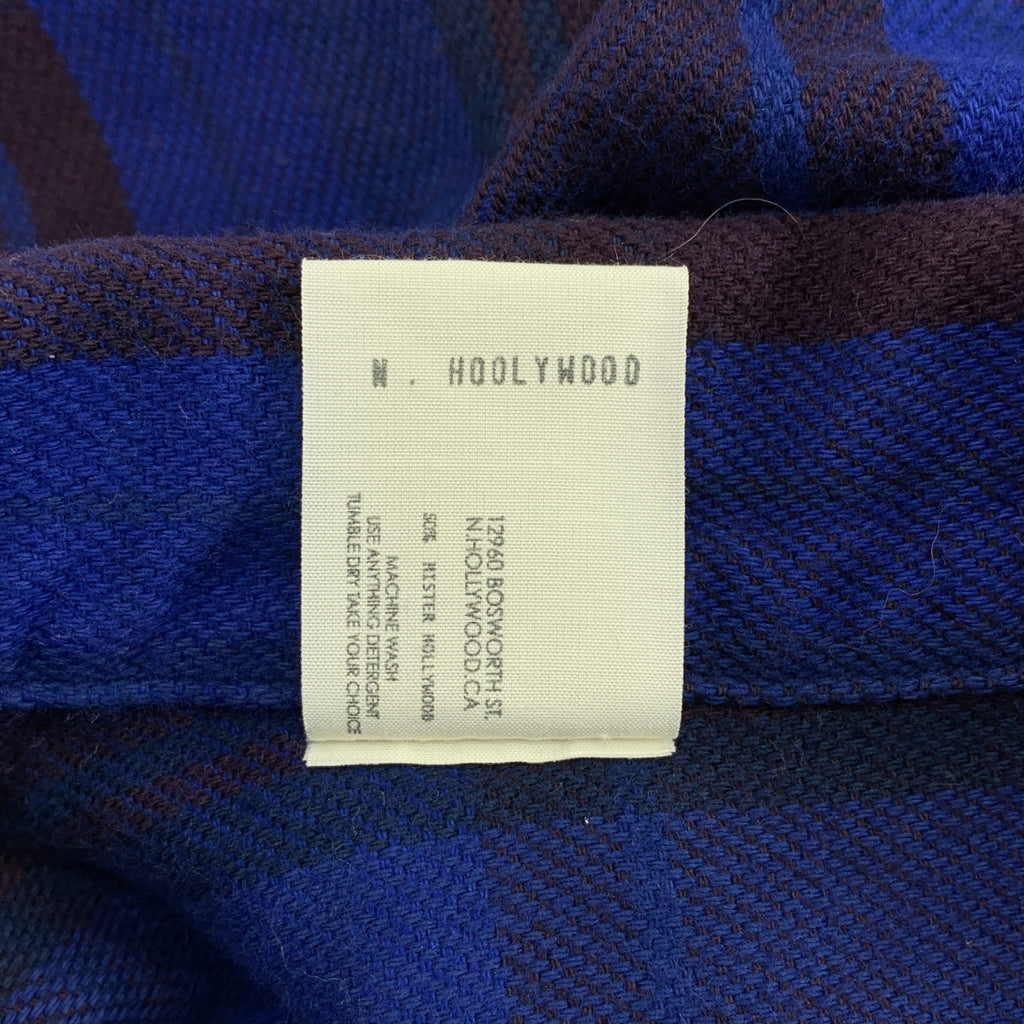 N. HOOLYWOOD
12960 BOSWORTH ST.
N.HOLLYWOOD.CA
50% MISTER HOLLYWOOD
MACHINE WASH
USE ANYTHING DETERGENT
TUMBLE DRY TAKE YOUR CHOICE